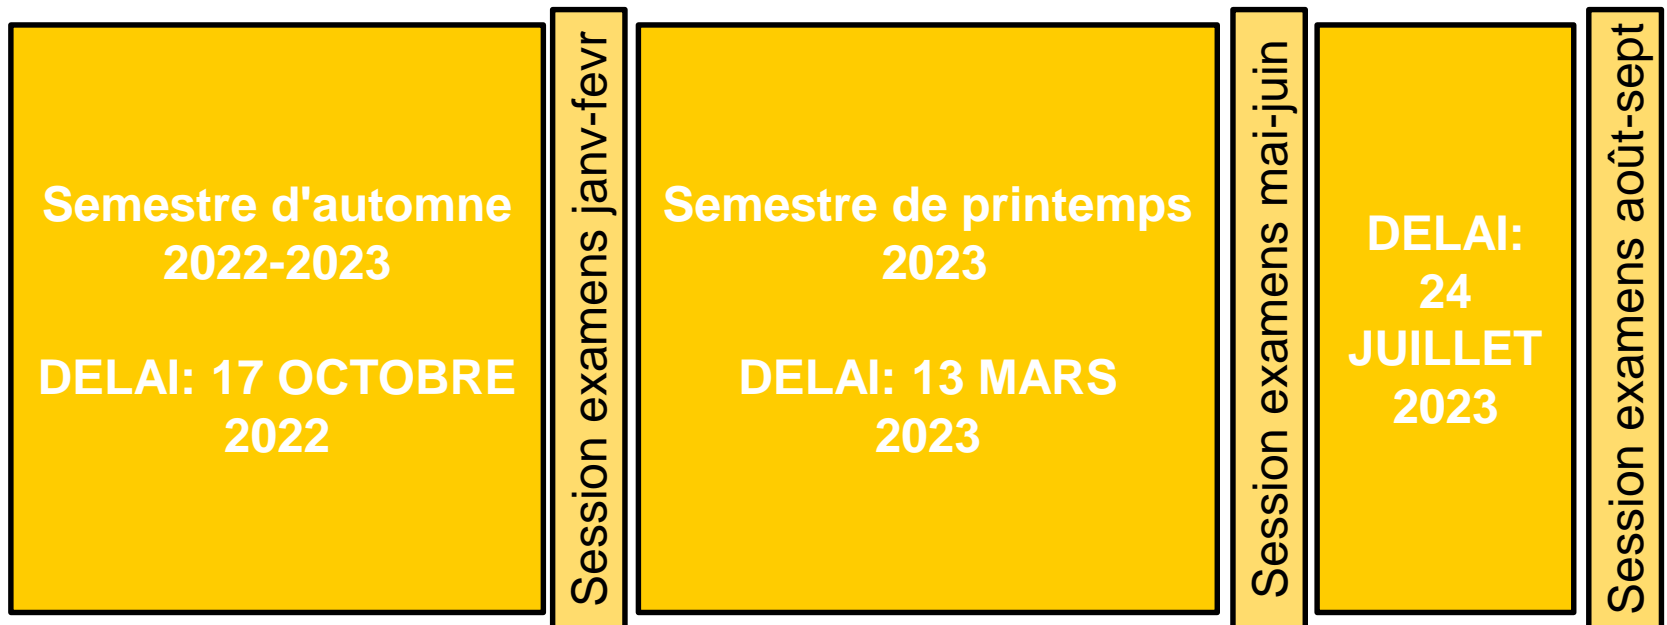 Semestre d'automne
2022-2023
DELAI: 17 OCTOBRE
2022
Session examens janv-fevr
Semestre de printemps
2023
DELAI: 13 MARS
2023
Session examens mai-juin
DELAI:
24
JUILLET
2023
Session examens août-sept